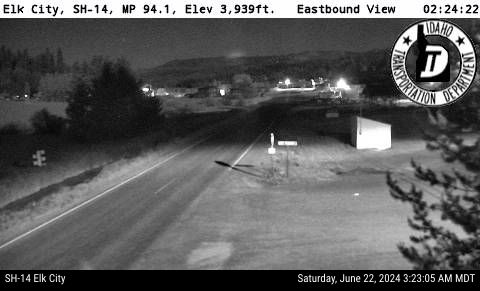 Elk City, SH-14, MP 94.1, Elev 3,939ft. Eastbound View 02:24:22
IDAHO
TRANSPORTATION DEPARTMENT
SH-14 Elk City Saturday, June 22, 2024 3:23:05 AM MDT